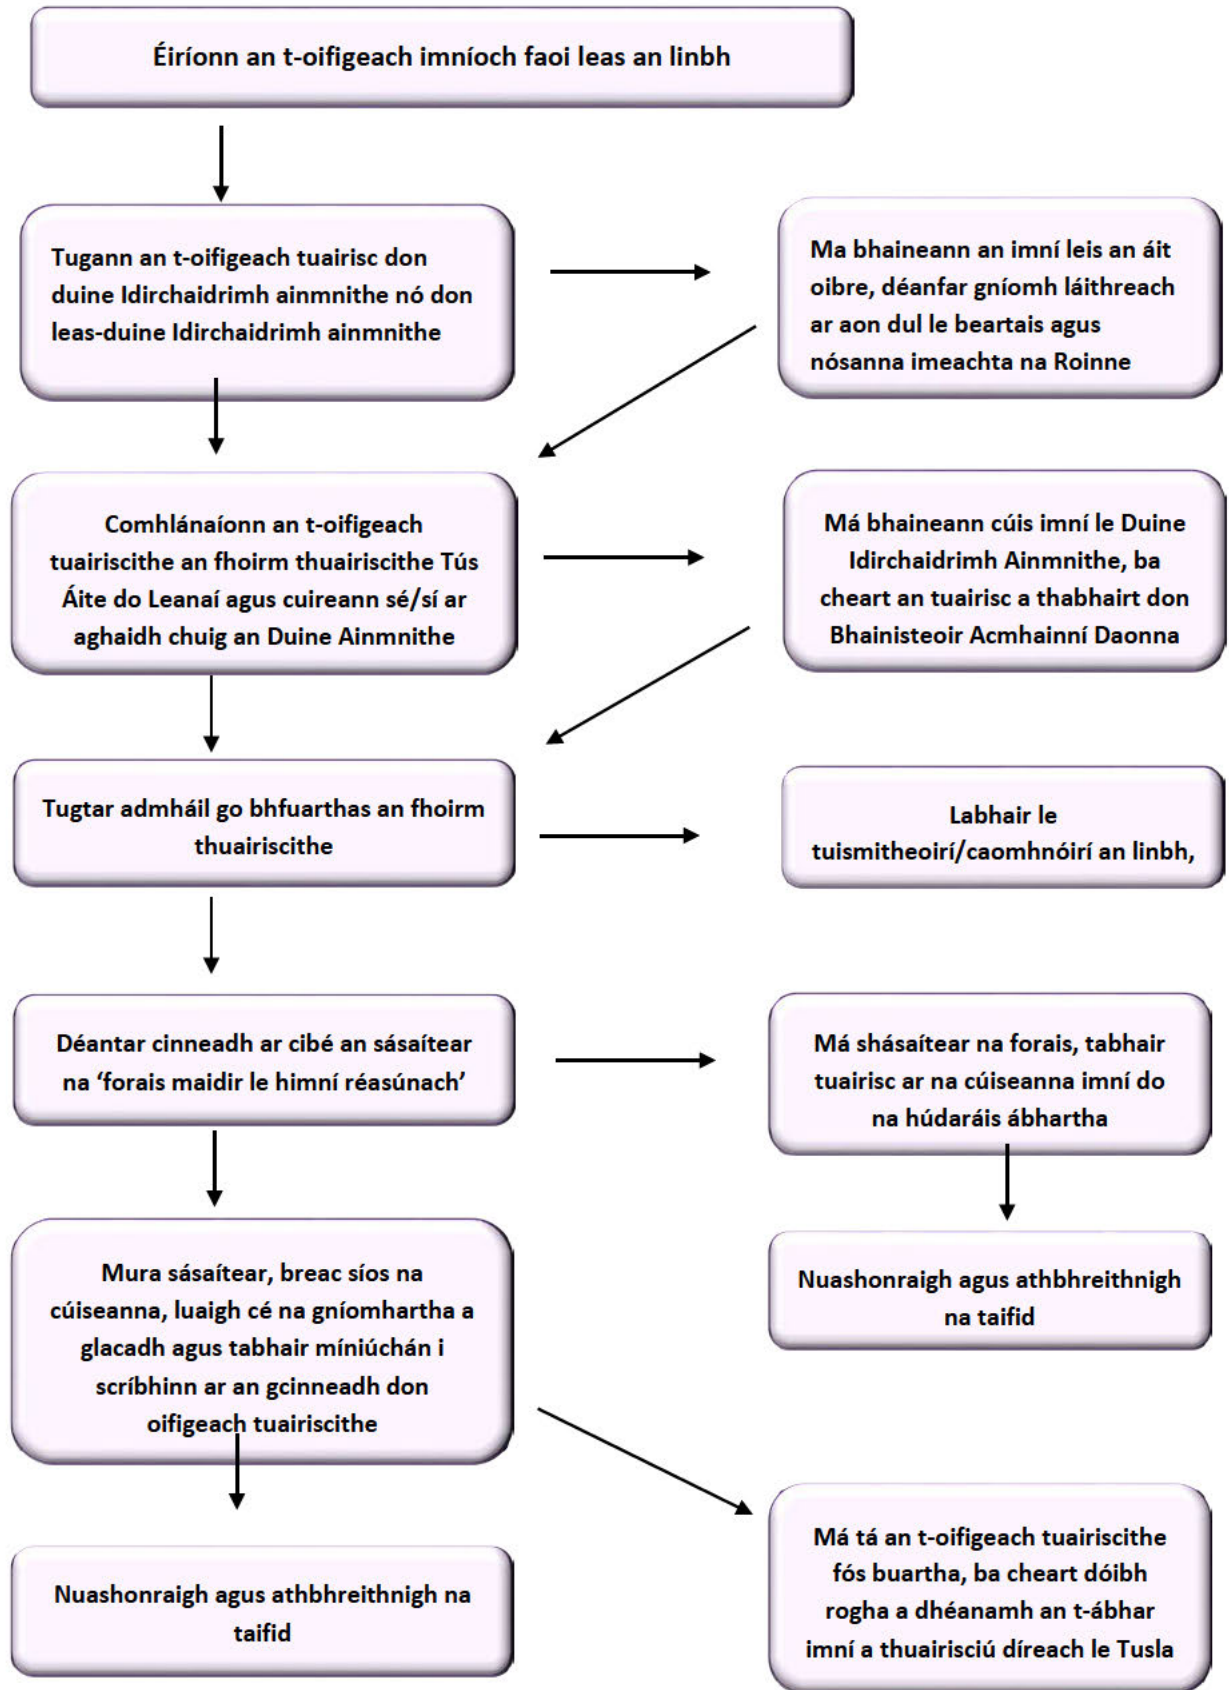 Éiríonn an t-oifigeach imníoch faoi leas an linbh
Tugann an t-oifigeach tuairisc don
duine Idirchaidrimh ainmnithe nó don
leas-duine Idirchaidrimh ainmnithe
Ma bhaineann an imní leis an áit
oibre, déanfar gníomh láithreach
ar aon dul le beartais agus
nósanna imeachta na Roinne
Comhlánaíonn an t-oifigeach
tuairiscithe an fhoirm thuairiscithe Tús
Áite do Leanaí agus cuireann sé/sí ar
aghaidh chuig an Duine Ainmnithe
Má bhaineann cúis imní le Duine
Idirchaidrimh Ainmnithe, ba
cheart an tuairisc a thabhairt don
Bhainisteoir Acmhainní Daonna
Tugtar admháil go bhfuarthas an fhoirm
thuairiscithe
Labhair le
tuismitheoirí/caomhnóirí an linbh,
Déantar cinneadh ar cibé an sásaítear
na ‘forais maidir le himní réasúnach’
Má shásaítear na forais, tabhair
tuairisc ar na cúiseanna imní do
na húdaráis ábhartha
Mura sásaítear, breac síos na
cúiseanna, luaigh cé na gníomhartha a
glacadh agus tabhair míniúchán i
scríbhinn ar an gcinneadh don
oifigeach tuairiscithe
Nuashonraigh agus athbhreithnigh
na taifid
Nuashonraigh agus athbhreithnigh na
taifid
Má tá an t-oifigeach tuairiscithe
fós buartha, ba cheart dóibh
rogha a dhéanamh an t-ábhar
imní a thuairisciú díreach le Tusla